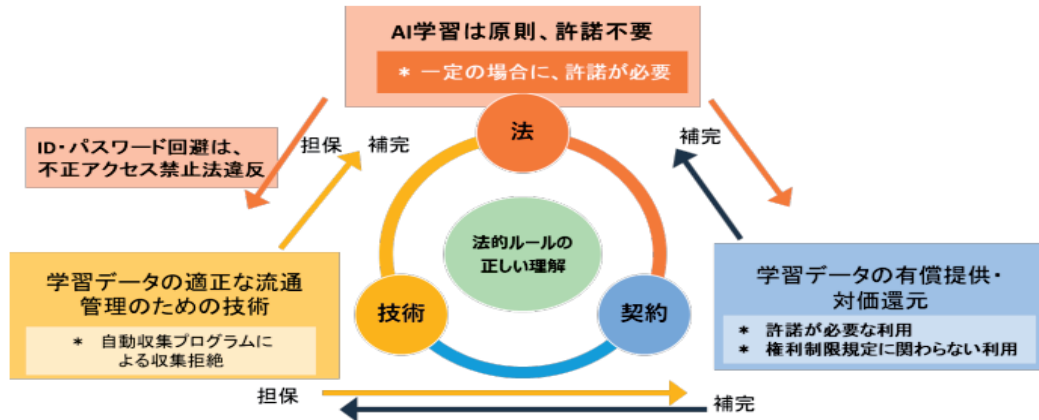 AI学習は原則、許諾不要
* 一定の場合に、許諾が必要
法
ID・パスワード回避は、
不正アクセス禁止法違反
担保
補完
補完
法的ルールの
正しい理解
学習データの適正な流通
管理のための技術
* 自動収集プログラムに
よる収集拒絶
技術
契約
学習データの有償提供・
対価還元
* 許諾が必要な利用
* 権利制限規定に関わらない利用
担保
補完